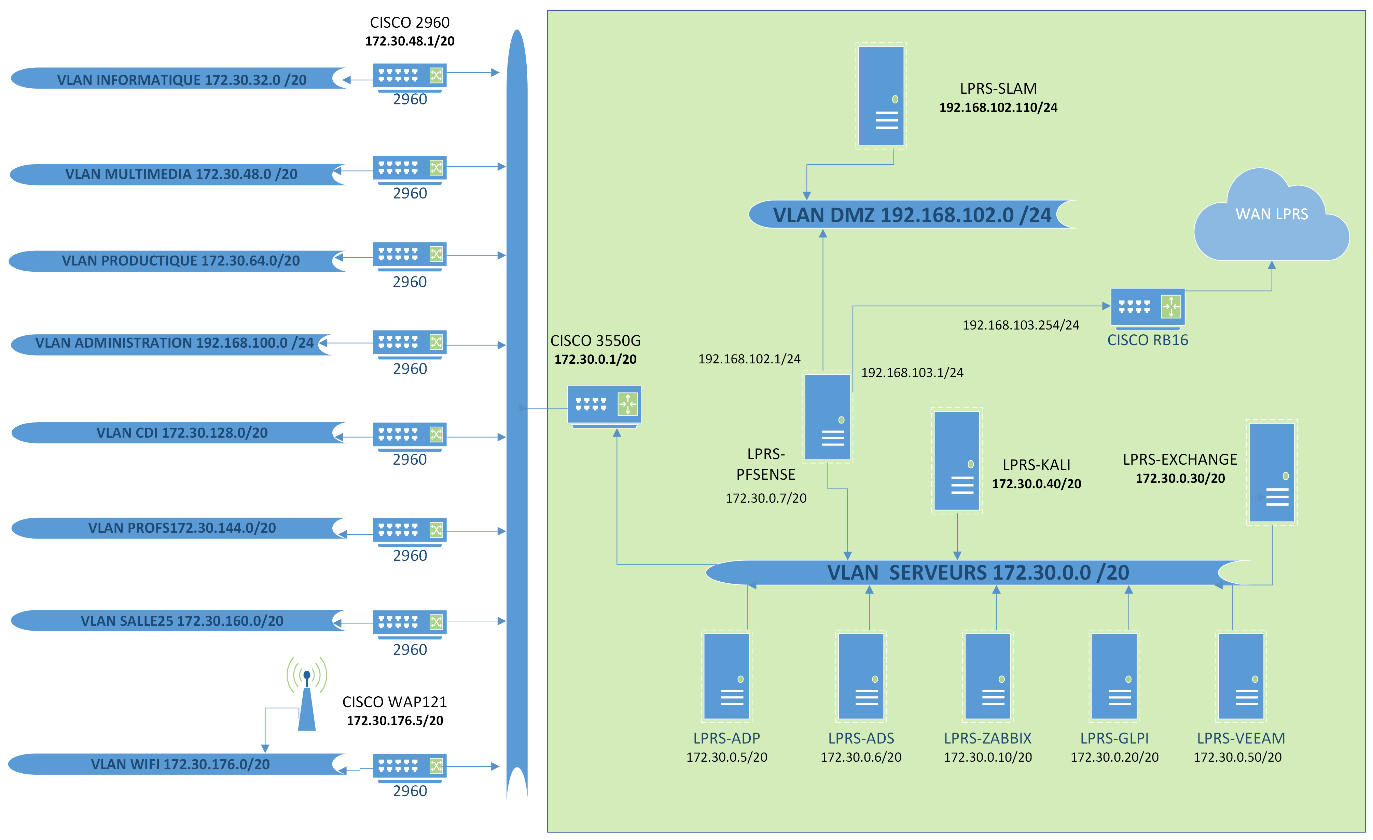 CISCO 2960
172.30.48.1/20
VLAN INFORMATIQUE 172.30.32.0 /20
2960
VLAN MULTIMEDIA 172.30.48.0 /20
2960
VLAN PRODUCTIQUE 172.30.64.0/20
2960
VLAN ADMINISTRATION 192.168.100.0 /24
2960
VLAN CDI 172.30.128.0/20
2960
VLAN PROFS172.30.144.0/20
2960
VLAN SALLE25 172.30.160.0/20
2960
CISCO WAP121
172.30.176.5/20
VLAN WIFI 172.30.176.0/20
2960
CISCO 3550G
172.30.0.1/20
LPRS-SLAM
192.168.102.110/24
VLAN DMZ 192.168.102.0 /24
WAN LPRS
192.168.103.254/24
CISCO RB16
192.168.102.1/24
192.168.103.1/24
LPRS-
PFSENSE
172.30.0.7/20
LPRS-KALI
172.30.0.40/20
LPRS-EXCHANGE
172.30.0.30/20
VLAN  SERVEURS 172.30.0.0 /20
LPRS-ADP
172.30.0.5/20
LPRS-ADS
172.30.0.6/20
LPRS-ZABBIX
172.30.0.10/20
LPRS-GLPI
172.30.0.20/20
LPRS-VEEAM
172.30.0.50/20